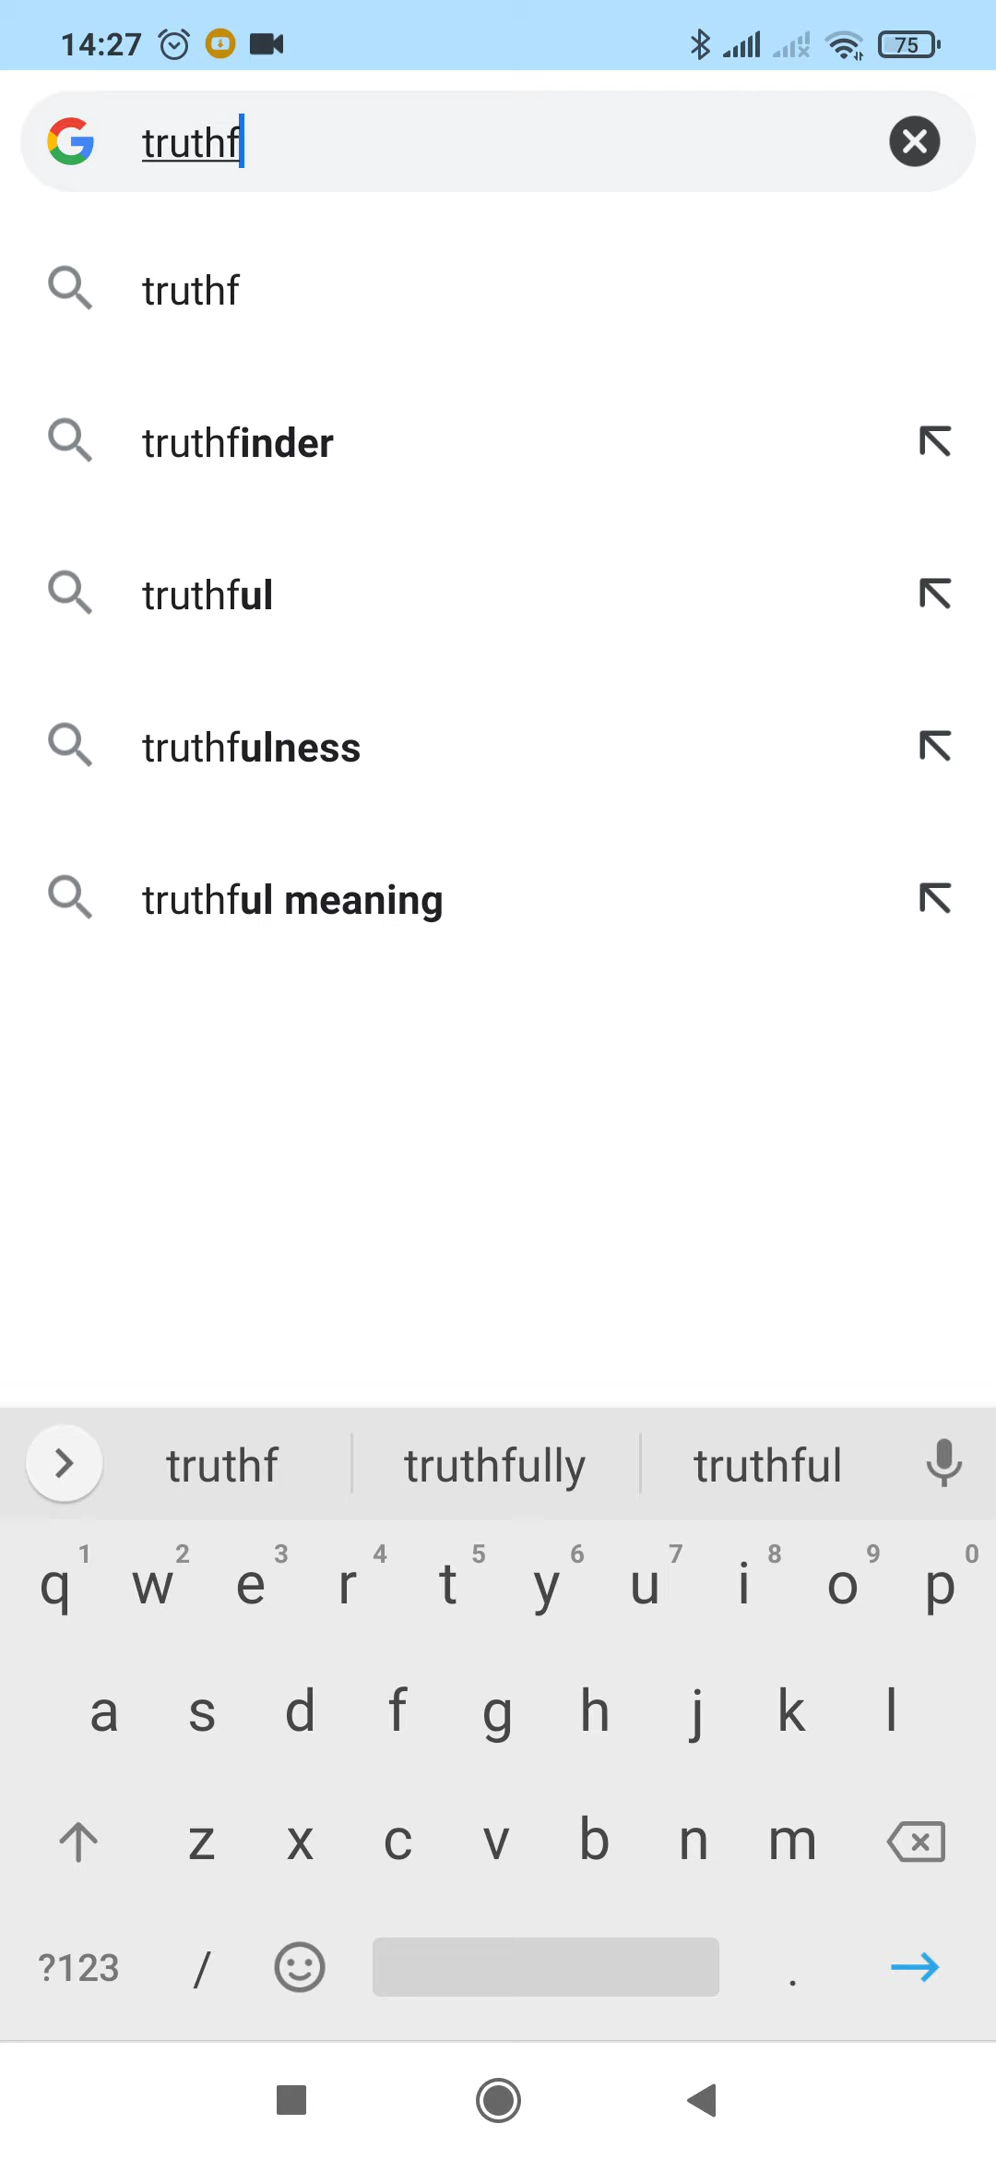 14:27 75
truthf
truthf
truthfinder
truthful
truthfulness
truthful meaning
truthf truthfully truthful
1 2 3 4 5 6 7 8 9 0
q w e r t y u i o p
a s d f g h j k l
z x c v b n m
?123 / .